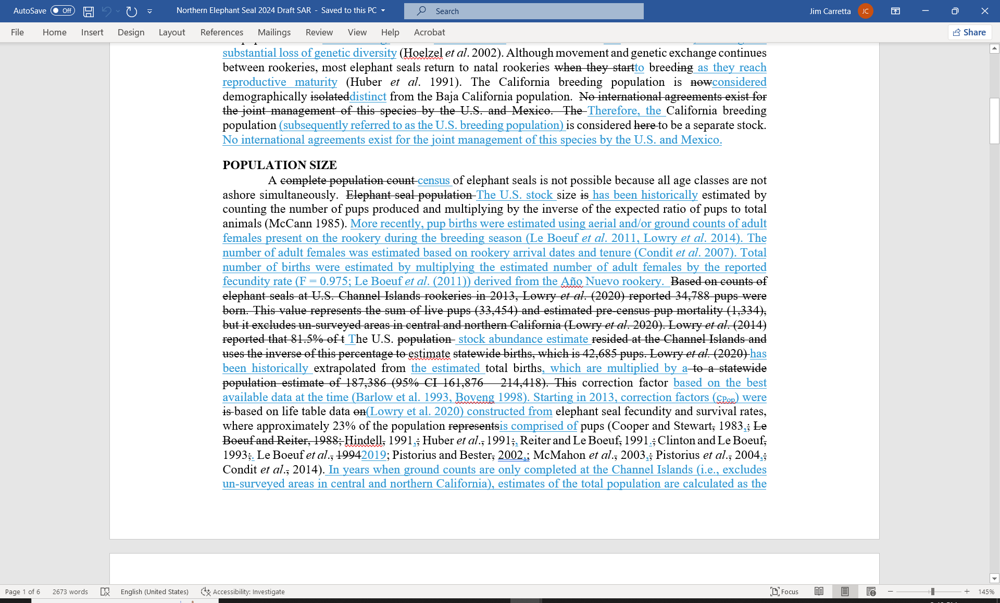 AutoSave Off Northern Elephant Seal 2024 Draft SAR - Saved to this PC Search Jim Carretta JC
File Home Insert Design Layout References Mailings Review View Help Acrobat Share
substantial loss of genetic diversity (Hoelzel et al. 2002). Although movement and genetic exchange continues
between rookeries, most elephant seals return to natal rookeries when they startto breeding as they reach
reproductive maturity (Huber et al. 1991). The California breeding population is nowconsidered
demographically isolateddistinct from the Baja California population. No international agreements exist for
the joint management of this species by the U.S. and Mexico. The Therefore, the California breeding
population (subsequently referred to as the U.S. breeding population) is considered here to be a separate stock.
No international agreements exist for the joint management of this species by the U.S. and Mexico.
POPULATION SIZE
A complete population count census of elephant seals is not possible because all age classes are not
ashore simultaneously. Elephant seal population The U.S. stock size is has been historically estimated by
counting the number of pups produced and multiplying by the inverse of the expected ratio of pups to total
animals (McCann 1985). More recently, pup births were estimated using aerial and/or ground counts of adult
females present on the rookery during the breeding season (Le Boeuf et al. 2011, Lowry et al. 2014). The
number of adult females was estimated based on rookery arrival dates and tenure (Condit et al. 2007). Total
number of births were estimated by multiplying the estimated number of adult females by the reported
fecundity rate (F = 0.975; Le Boeuf et al. (2011)) derived from the Año Nuevo rookery. Based on counts of
elephant seals at U.S. Channel Islands rookeries in 2013, Lowry et al. (2020) reported 34,788 pups were
born. This value represents the sum of live pups (33,454) and estimated pre-census pup mortality (1,334),
but it excludes un-surveyed areas in central and northern California (Lowry et al. 2020). Lowry et al. (2014)
reported that 81.5% of t The U.S. population stock abundance estimate resided at the Channel Islands and
uses the inverse of this percentage to estimate statewide births, which is 42,685 pups. Lowry et al. (2020) has
been historically extrapolated from the estimated total births, which are multiplied by a to a statewide
population estimate of 187,386 (95% CI 161,876 - 214,418). This correction factor based on the best
available data at the time (Barlow et al. 1993, Boveng 1998). Starting in 2013, correction factors (cPop) were
is based on life table data on(Lowry et al. 2020) constructed from elephant seal fecundity and survival rates,
where approximately 23% of the population representsis comprised of pups (Cooper and Stewart, 1983,; Le
Boeuf and Reiter, 1988; Hindell, 1991,; Huber et al., 1991;, Reiter and Le Boeuf, 1991.; Clinton and Le Boeuf,
1993;. Le Boeuf et al., 19942019; Pistorius and Bester, 2002,; McMahon et al., 2003,; Pistorius et al., 2004,;
Condit et al., 2014). In years when ground counts are only completed at the Channel Islands (i.e., excludes
un-surveyed areas in central and northern California), estimates of the total population are calculated as the
Page 1 of 6 2673 words English (United States) Accessibility: Investigate Focus 145%